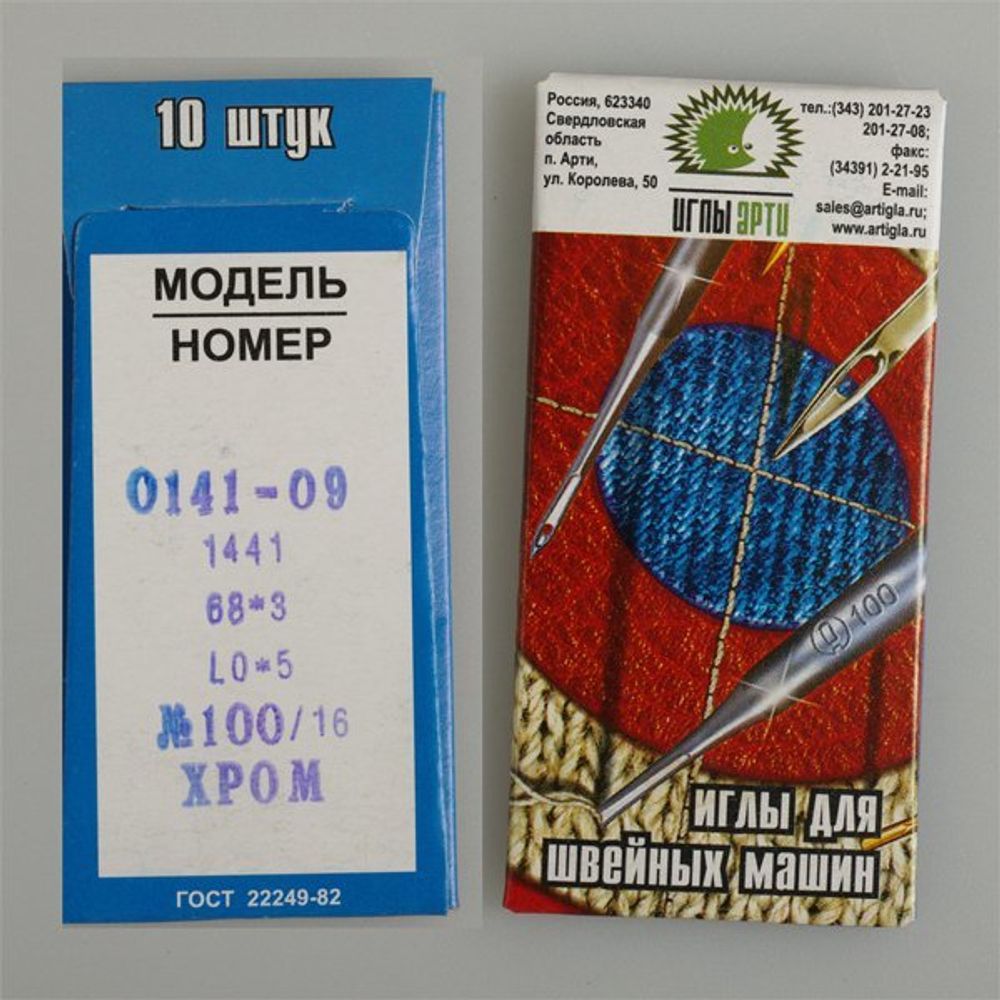 10 штук
МОДЕЛЬ
НОМЕР
0141-09
1441
68*3
LO*5
№100/16
ХРОМ
ГОСТ 22249-82
Россия, 623340
Свердловская
область
п. Арти,
ул. Королева, 50
ИГЛЫ АРТИ
тел.:(343) 201-27-23
201-27-08;
факс:
(34391) 2-21-95
E-mail:
sales@artigla.ru;
www.artigla.ru
100
ИГЛЫ ДЛЯ
ШВЕЙНЫХ МАШИН